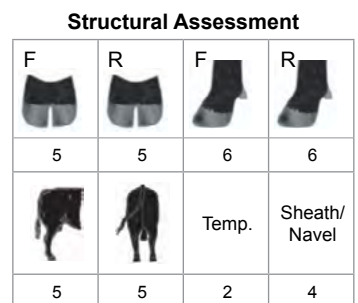 Structural Assessment
F R F R
5 5 6 6
Temp. Sheath/
Navel
5 5 2 4